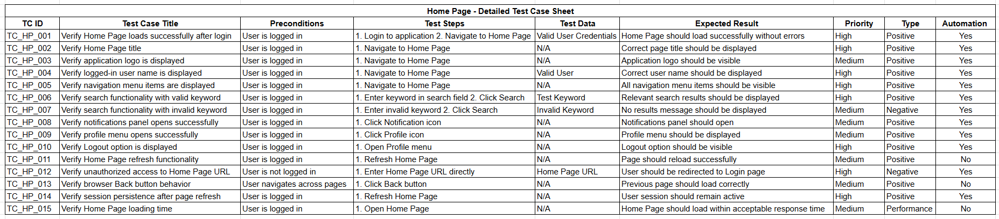 Home Page - Detailed Test Case Sheet
TC ID Test Case Title Preconditions Test Steps Test Data Expected Result Priority Type Automation
TC_HP_001 Verify Home Page loads successfully after login User is logged in 1. Login to application 2. Navigate to Home Page Valid User Credentials Home Page should load successfully without errors High Positive Yes
TC_HP_002 Verify Home Page title User is logged in 1. Navigate to Home Page N/A Correct page title should be displayed High Positive Yes
TC_HP_003 Verify application logo is displayed User is logged in 1. Navigate to Home Page N/A Application logo should be visible Medium Positive Yes
TC_HP_004 Verify logged-in user name is displayed User is logged in 1. Navigate to Home Page Valid User Correct user name should be displayed High Positive Yes
TC_HP_005 Verify navigation menu items are displayed User is logged in 1. Navigate to Home Page N/A All navigation menu items should be visible High Positive Yes
TC_HP_006 Verify search functionality with valid keyword User is logged in 1. Enter keyword in search field 2. Click Search Test Keyword Relevant search results should be displayed High Positive Yes
TC_HP_007 Verify search functionality with invalid keyword User is logged in 1. Enter invalid keyword 2. Click Search Invalid Keyword No results message should be displayed Medium Negative Yes
TC_HP_008 Verify notifications panel opens successfully User is logged in 1. Click Notification icon N/A Notifications panel should open Medium Positive Yes
TC_HP_009 Verify profile menu opens successfully User is logged in 1. Click Profile icon N/A Profile menu should be displayed Medium Positive Yes
TC_HP_010 Verify Logout option is displayed User is logged in 1. Open Profile menu N/A Logout option should be visible High Positive Yes
TC_HP_011 Verify Home Page refresh functionality User is logged in 1. Refresh Home Page N/A Page should reload successfully Medium Positive No
TC_HP_012 Verify unauthorized access to Home Page URL User is not logged in 1. Enter Home Page URL directly Home Page URL User should be redirected to Login page High Negative Yes
TC_HP_013 Verify browser Back button behavior User navigates across pages 1. Click Back button N/A Previous page should load correctly Medium Positive No
TC_HP_014 Verify session persistence after page refresh User is logged in 1. Refresh Home Page N/A User session should remain active High Positive Yes
TC_HP_015 Verify Home Page loading time User is logged in 1. Open Home Page N/A Home Page should load within acceptable response time Medium Performance No